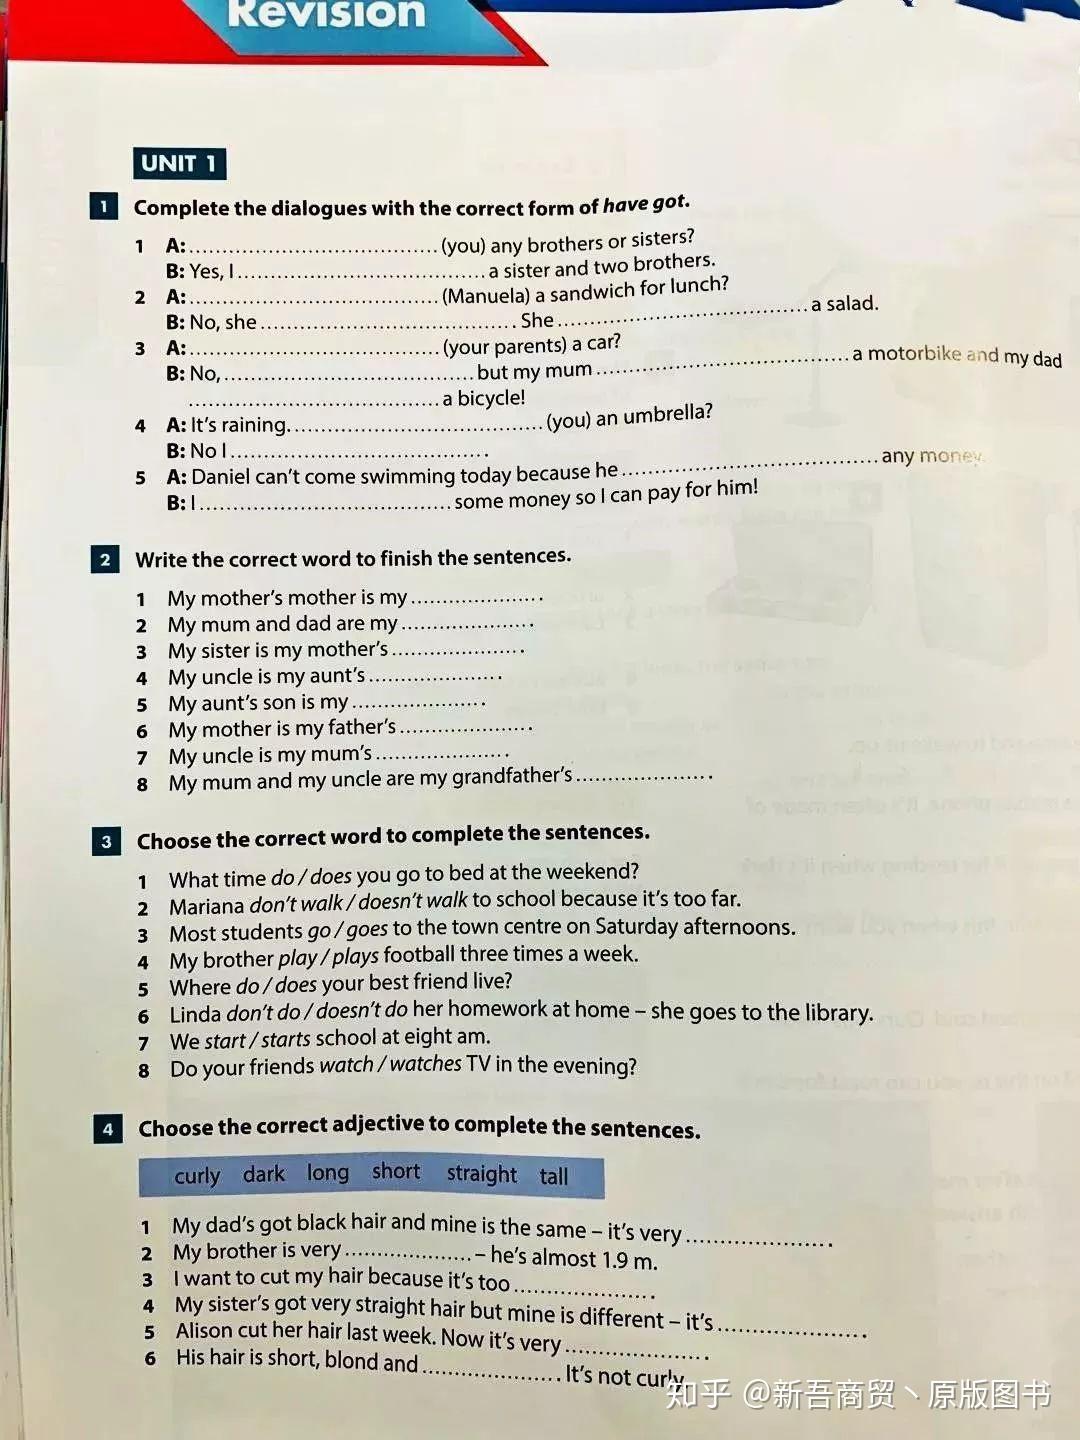 Revision
UNIT 1
1 Complete the dialogues with the correct form of have got.
1 A:........................................ (you) any brothers or sisters?
B: Yes, I........................................ a sister and two brothers.
2 A:........................................ (Manuela) a sandwich for lunch?
B: No, she........................................ . She........................................ a salad.
3 A:........................................ (your parents) a car?
B: No,........................................ but my mum........................................ a motorbike and my dad
........................................ a bicycle!
4 A: It's raining......................................... (you) an umbrella?
B: No I........................................ .
5 A: Daniel can't come swimming today because he........................................ any money.
B: I........................................ some money so I can pay for him!
2 Write the correct word to finish the sentences.
1 My mother's mother is my.....................
2 My mum and dad are my.....................
3 My sister is my mother's.....................
4 My uncle is my aunt's.....................
5 My aunt's son is my.....................
6 My mother is my father's.....................
7 My uncle is my mum's.....................
8 My mum and my uncle are my grandfather's.....................
3 Choose the correct word to complete the sentences.
1 What time do / does you go to bed at the weekend?
2 Mariana don't walk / doesn't walk to school because it's too far.
3 Most students go / goes to the town centre on Saturday afternoons.
4 My brother play / plays football three times a week.
5 Where do / does your best friend live?
6 Linda don't do / doesn't do her homework at home – she goes to the library.
7 We start / starts school at eight am.
8 Do your friends watch / watches TV in the evening?
4 Choose the correct adjective to complete the sentences.
curly dark long short straight tall
1 My dad's got black hair and mine is the same – it's very.....................
2 My brother is very.................... – he's almost 1.9 m.
3 I want to cut my hair because it's too.....................
4 My sister's got very straight hair but mine is different – it's.....................
5 Alison cut her hair last week. Now it's very.....................
6 His hair is short, blond and..................... It's not curly.
知乎 @新吾商贸丶原版图书